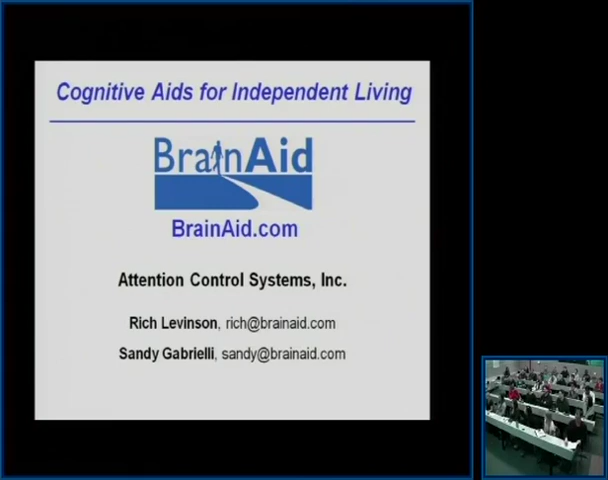 Cognitive Aids for Independent Living
BrainAid
BrainAid.com
Attention Control Systems, Inc.
Rich Levinson, rich@brainaid.com
Sandy Gabrielli, sandy@brainaid.com